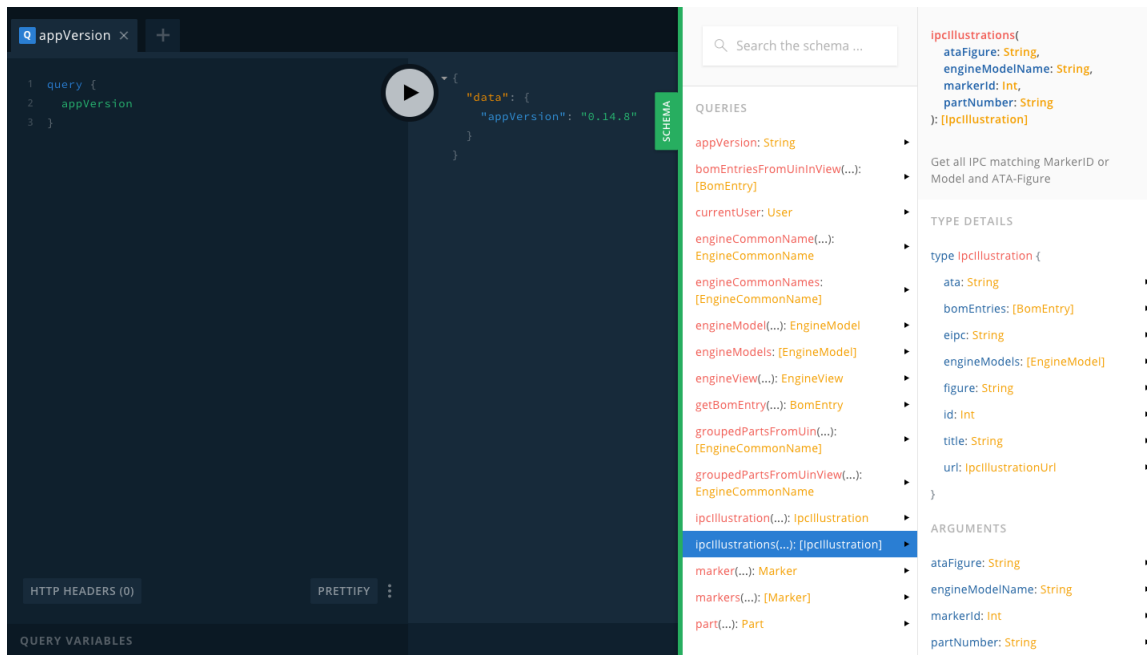 Q appVersion ×
+
1 query {
2 appVersion
3 }
{
"data": {
"appVersion": "0.14.8"
}
}
HTTP HEADERS (0)
PRETTIFY
QUERY VARIABLES
SCHEMA
Search the schema ...
QUERIES
appVersion: String
bomEntriesFromUinInView(...):
[BomEntry]
currentUser: User
engineCommonName(...):
EngineCommonName
engineCommonNames:
[EngineCommonName]
engineModel(...): EngineModel
engineModels: [EngineModel]
engineView(...): EngineView
getBomEntry(...): BomEntry
groupedPartsFromUin(...):
[EngineCommonName]
groupedPartsFromUinView(...):
EngineCommonName
ipcIllustration(...): IpcIllustration
ipcIllustrations(...): [IpcIllustration]
marker(...): Marker
markers(...): [Marker]
part(...): Part
ipcIllustrations(
ataFigure: String,
engineModelName: String,
markerId: Int,
partNumber: String
): [IpcIllustration]
Get all IPC matching MarkerID or
Model and ATA-Figure
TYPE DETAILS
type IpcIllustration {
ata: String
bomEntries: [BomEntry]
eipc: String
engineModels: [EngineModel]
figure: String
id: Int
title: String
url: IpcIllustrationUrl
}
ARGUMENTS
ataFigure: String
engineModelName: String
markerId: Int
partNumber: String